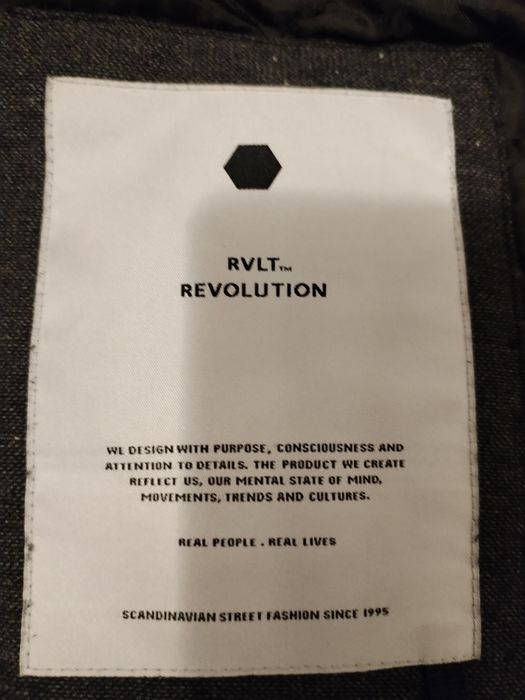 RVLT™
REVOLUTION
WE DESIGN WITH PURPOSE, CONSCIOUSNESS AND
ATTENTION TO DETAILS. THE PRODUCT WE CREATE
REFLECT US, OUR MENTAL STATE OF MIND,
MOVEMENTS, TRENDS AND CULTURES.
REAL PEOPLE . REAL LIVES
SCANDINAVIAN STREET FASHION SINCE 1995